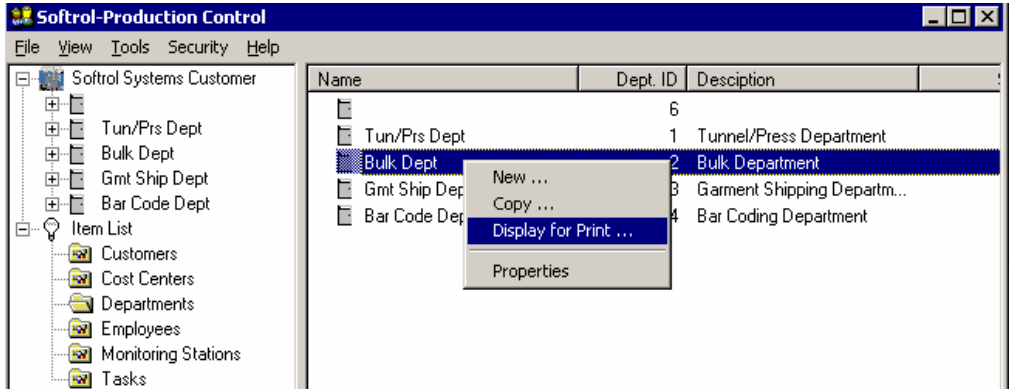 Softrol-Production Control
File View Tools Security Help
Softrol Systems Customer
Tun/Prs Dept
Bulk Dept
Gmt Ship Dept
Bar Code Dept
Item List
Customers
Cost Centers
Departments
Employees
Monitoring Stations
Tasks
Name Dept. ID Desciption
6
Tun/Prs Dept 1 Tunnel/Press Department
Bulk Dept 2 Bulk Department
Gmt Ship Dep 3 Garment Shipping Departm...
Bar Code Dep 4 Bar Coding Department
New ...
Copy ...
Display for Print ...
Properties